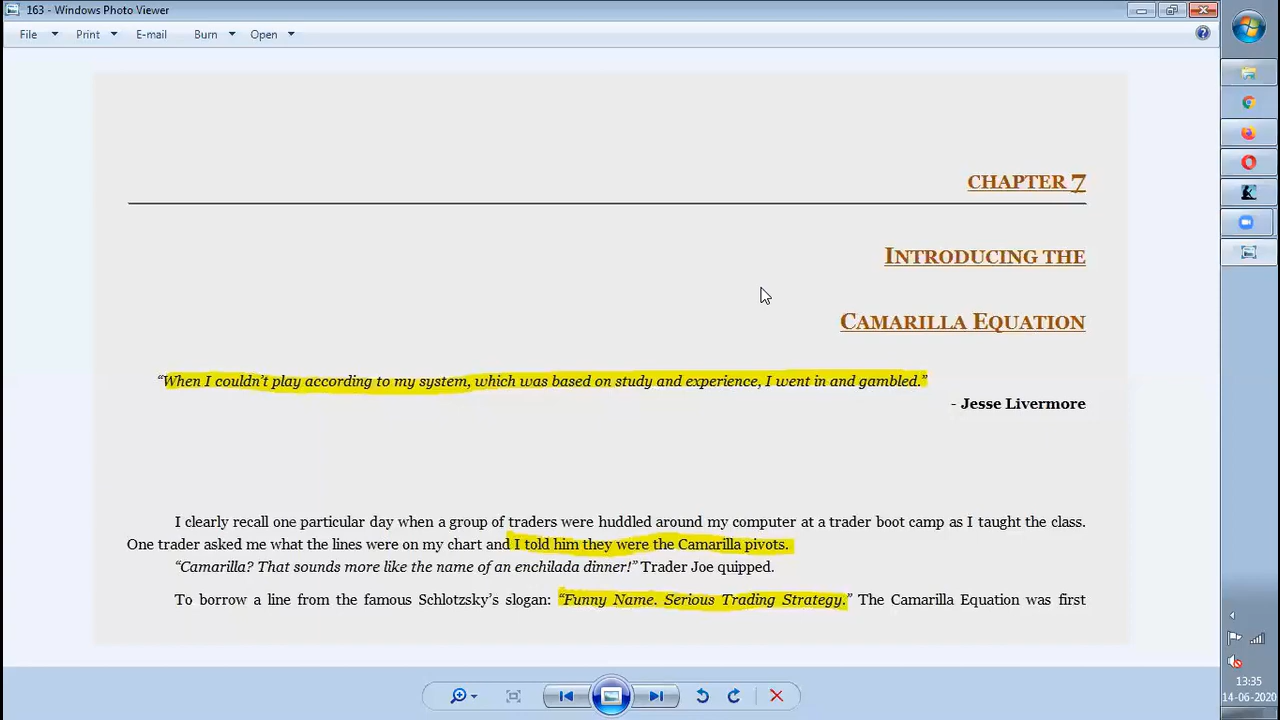 163 - Windows Photo Viewer
File Print E-mail Burn Open
CHAPTER 7
INTRODUCING THE
CAMARILLA EQUATION
“When I couldn’t play according to my system, which was based on study and experience, I went in and gambled.”
- Jesse Livermore
I clearly recall one particular day when a group of traders were huddled around my computer at a trader boot camp as I taught the class.
One trader asked me what the lines were on my chart and I told him they were the Camarilla pivots.
“Camarilla? That sounds more like the name of an enchilada dinner!” Trader Joe quipped.
To borrow a line from the famous Schlotzsky’s slogan: “Funny Name. Serious Trading Strategy.” The Camarilla Equation was first
13:35
14-06-2020